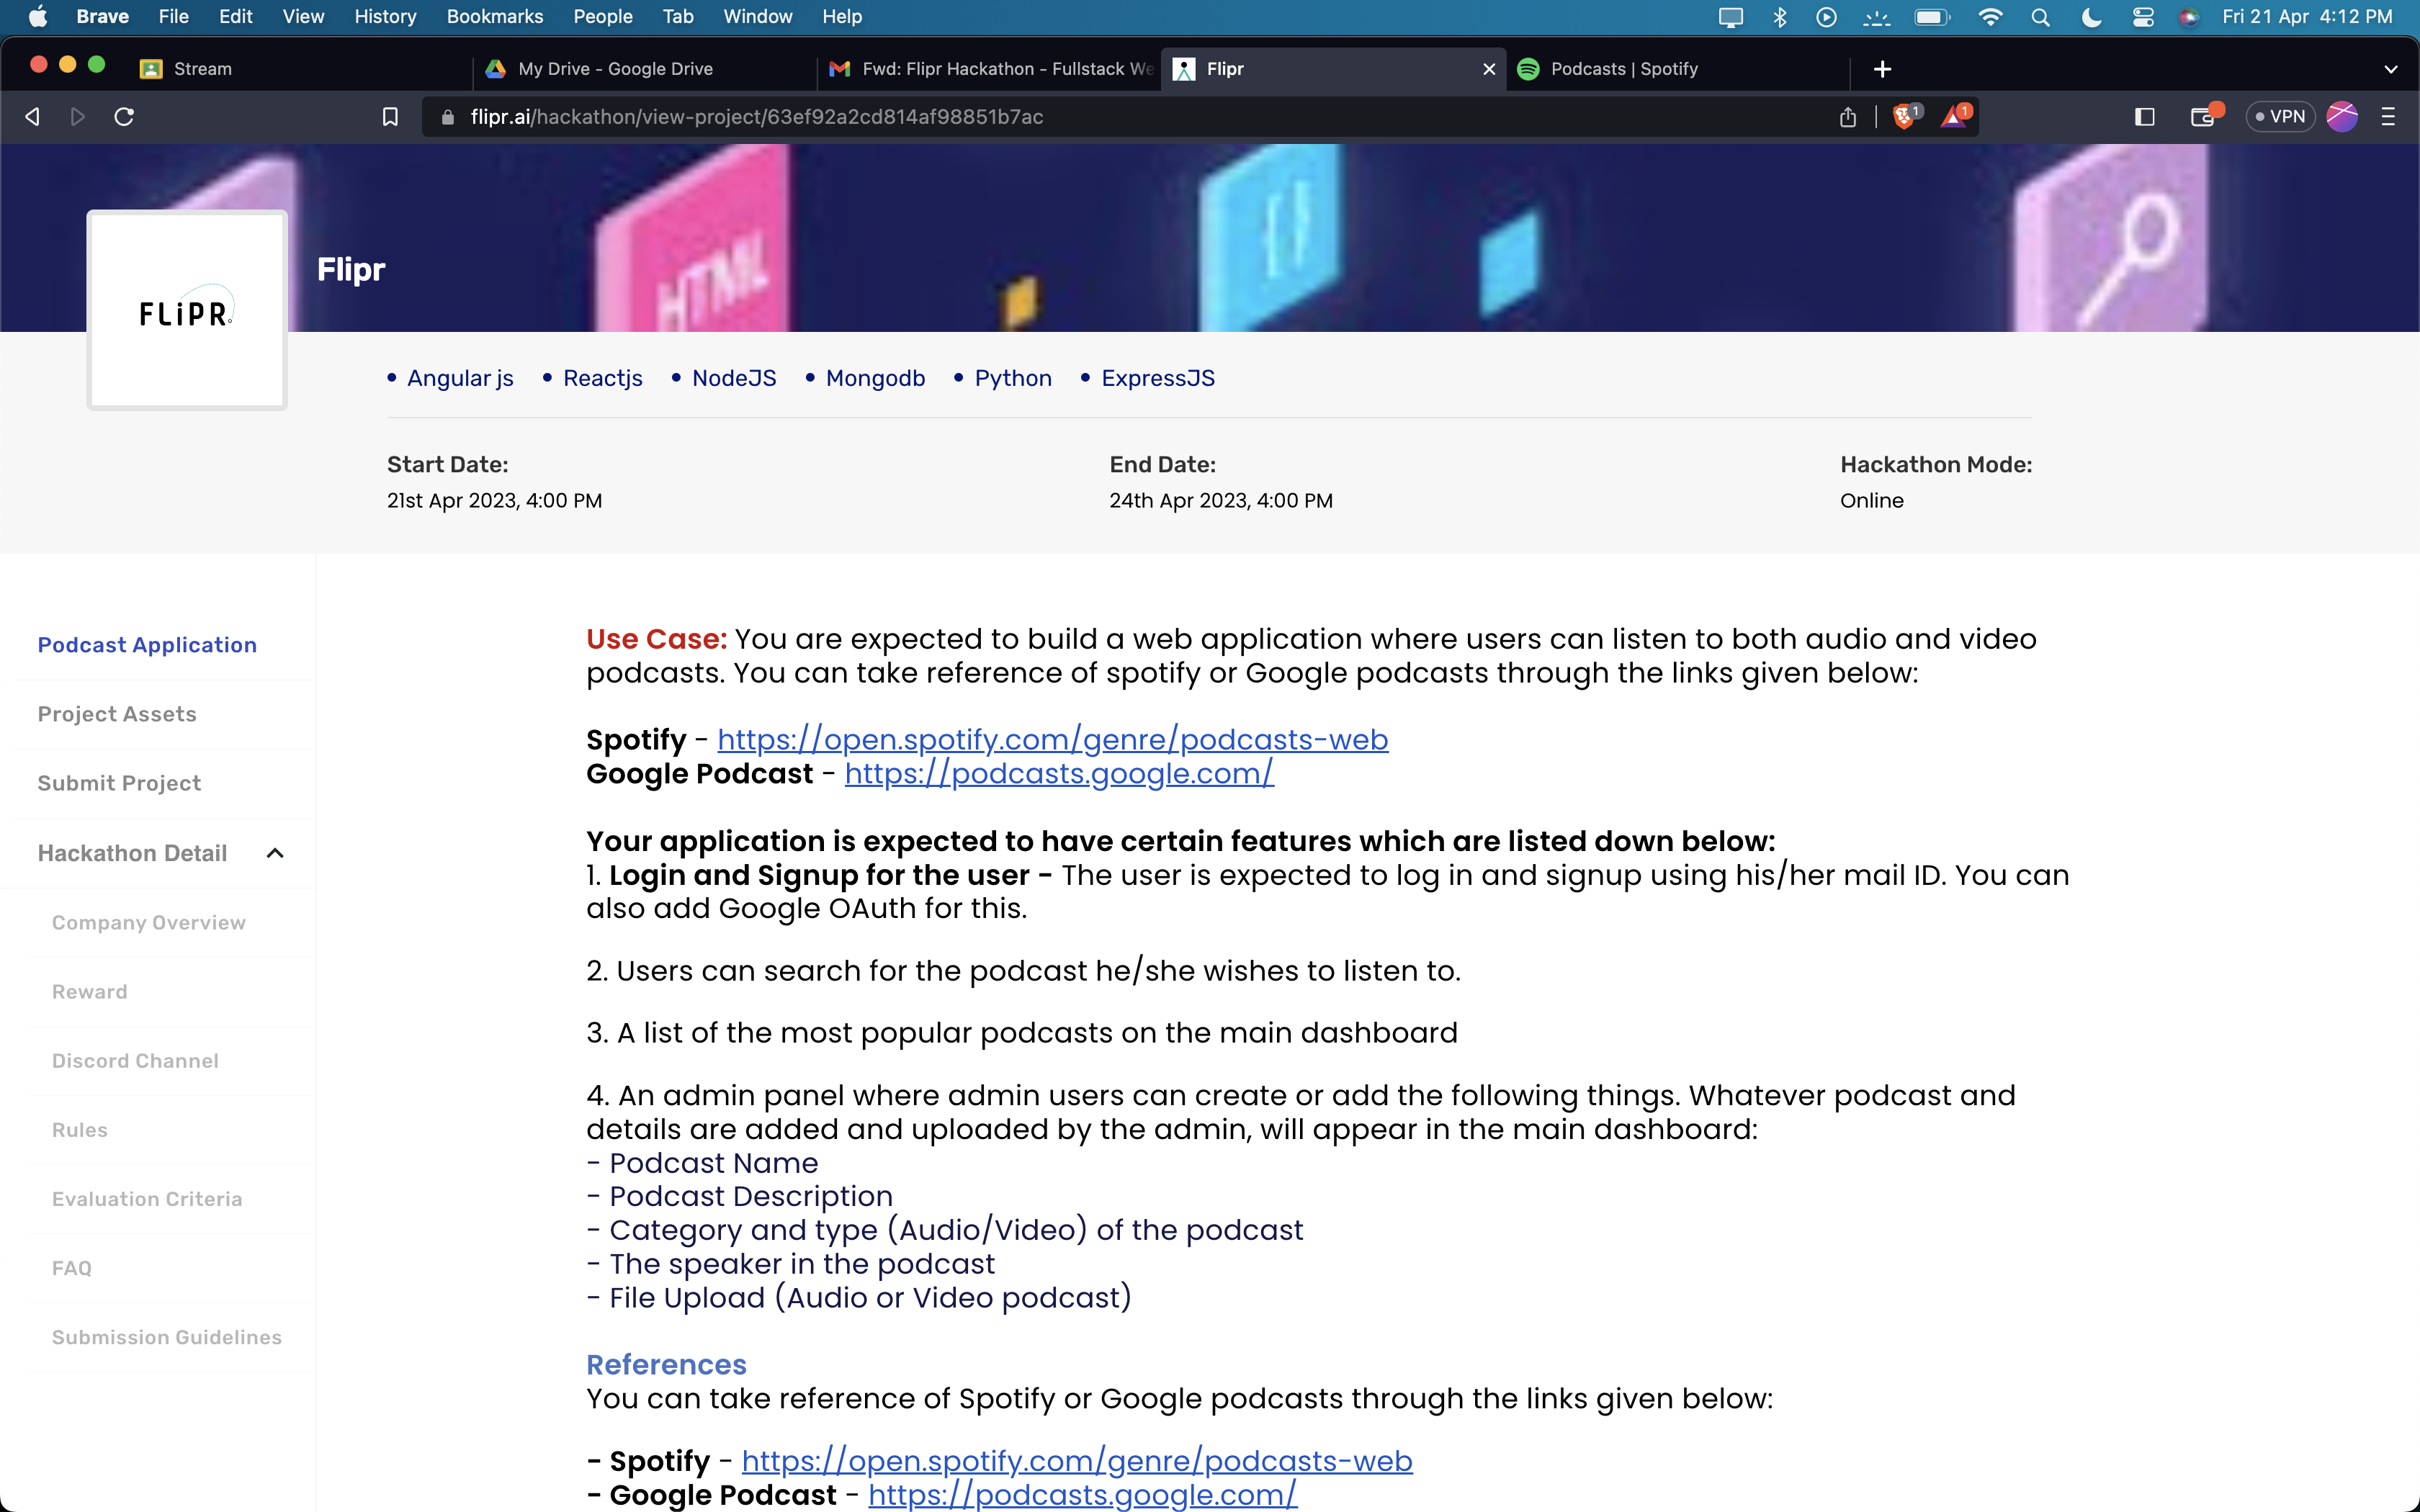 Brave File Edit View History Bookmarks People Tab Window Help Fri 21 Apr 4:12 PM
Stream My Drive - Google Drive Fwd: Flipr Hackathon - Fullstack We Flipr Podcasts | Spotify
flipr.ai/hackathon/view-project/63ef92a2cd814af98851b7ac 1 1 VPN
HTML
{}
FLiPR
Flipr
• Angular js • Reactjs • NodeJS • Mongodb • Python • ExpressJS
Start Date: End Date: Hackathon Mode:
21st Apr 2023, 4:00 PM 24th Apr 2023, 4:00 PM Online
Podcast Application
Project Assets
Submit Project
Hackathon Detail
Company Overview
Reward
Discord Channel
Rules
Evaluation Criteria
FAQ
Submission Guidelines
Use Case: You are expected to build a web application where users can listen to both audio and video
podcasts. You can take reference of spotify or Google podcasts through the links given below:
Spotify - https://open.spotify.com/genre/podcasts-web
Google Podcast - https://podcasts.google.com/
Your application is expected to have certain features which are listed down below:
1. Login and Signup for the user - The user is expected to log in and signup using his/her mail ID. You can
also add Google OAuth for this.
2. Users can search for the podcast he/she wishes to listen to.
3. A list of the most popular podcasts on the main dashboard
4. An admin panel where admin users can create or add the following things. Whatever podcast and
details are added and uploaded by the admin, will appear in the main dashboard:
- Podcast Name
- Podcast Description
- Category and type (Audio/Video) of the podcast
- The speaker in the podcast
- File Upload (Audio or Video podcast)
References
You can take reference of Spotify or Google podcasts through the links given below:
- Spotify - https://open.spotify.com/genre/podcasts-web
- Google Podcast - https://podcasts.google.com/